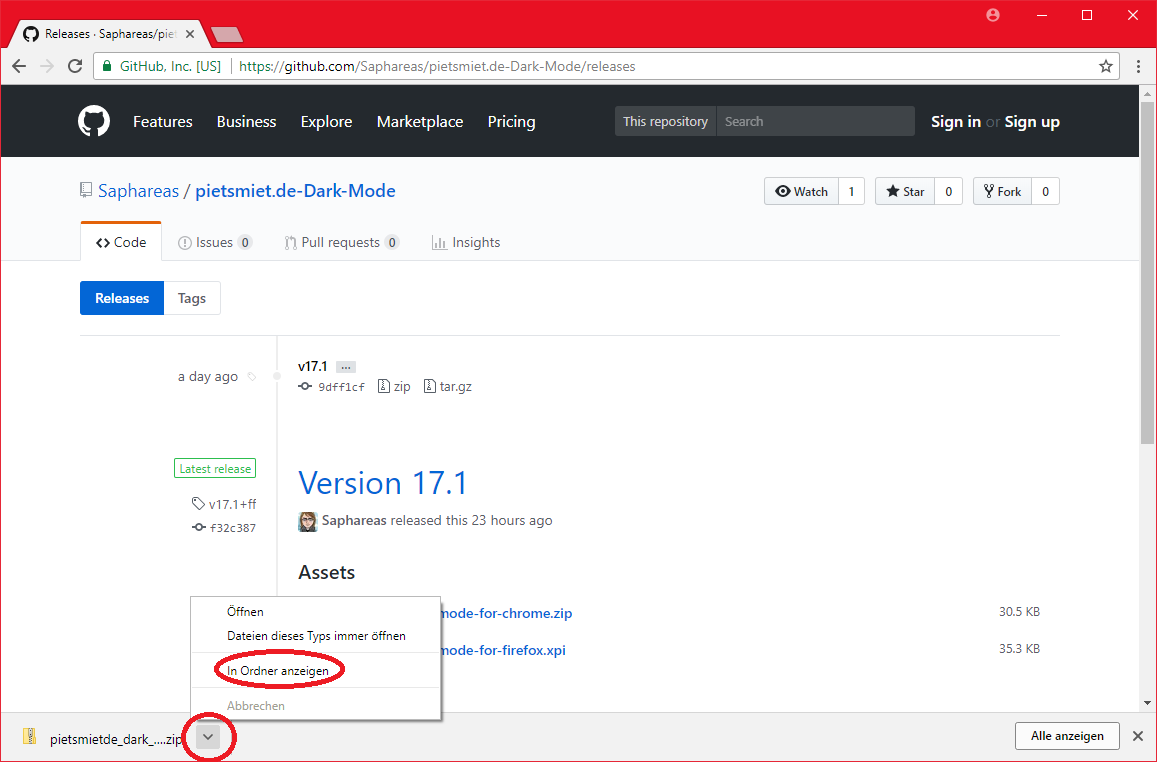 Releases · Saphareas/piet
GitHub, Inc. [US] https://github.com/Saphareas/pietsmiet.de-Dark-Mode/releases
Features Business Explore Marketplace Pricing This repository Search Sign in or Sign up
Saphareas / pietsmiet.de-Dark-Mode Watch 1 Star 0 Fork 0
Code Issues 0 Pull requests 0 Insights
Releases Tags
v17.1 ...
a day ago
9dff1cf zip tar.gz
Latest release
Version 17.1
v17.1+ff
Saphareas released this 23 hours ago
f32c387
Assets
Öffnen
mode-for-chrome.zip 30.5 KB
Dateien dieses Typs immer öffnen
mode-for-firefox.xpi 35.3 KB
In Ordner anzeigen
Abbrechen
pietsmietde_dark_....zip Alle anzeigen